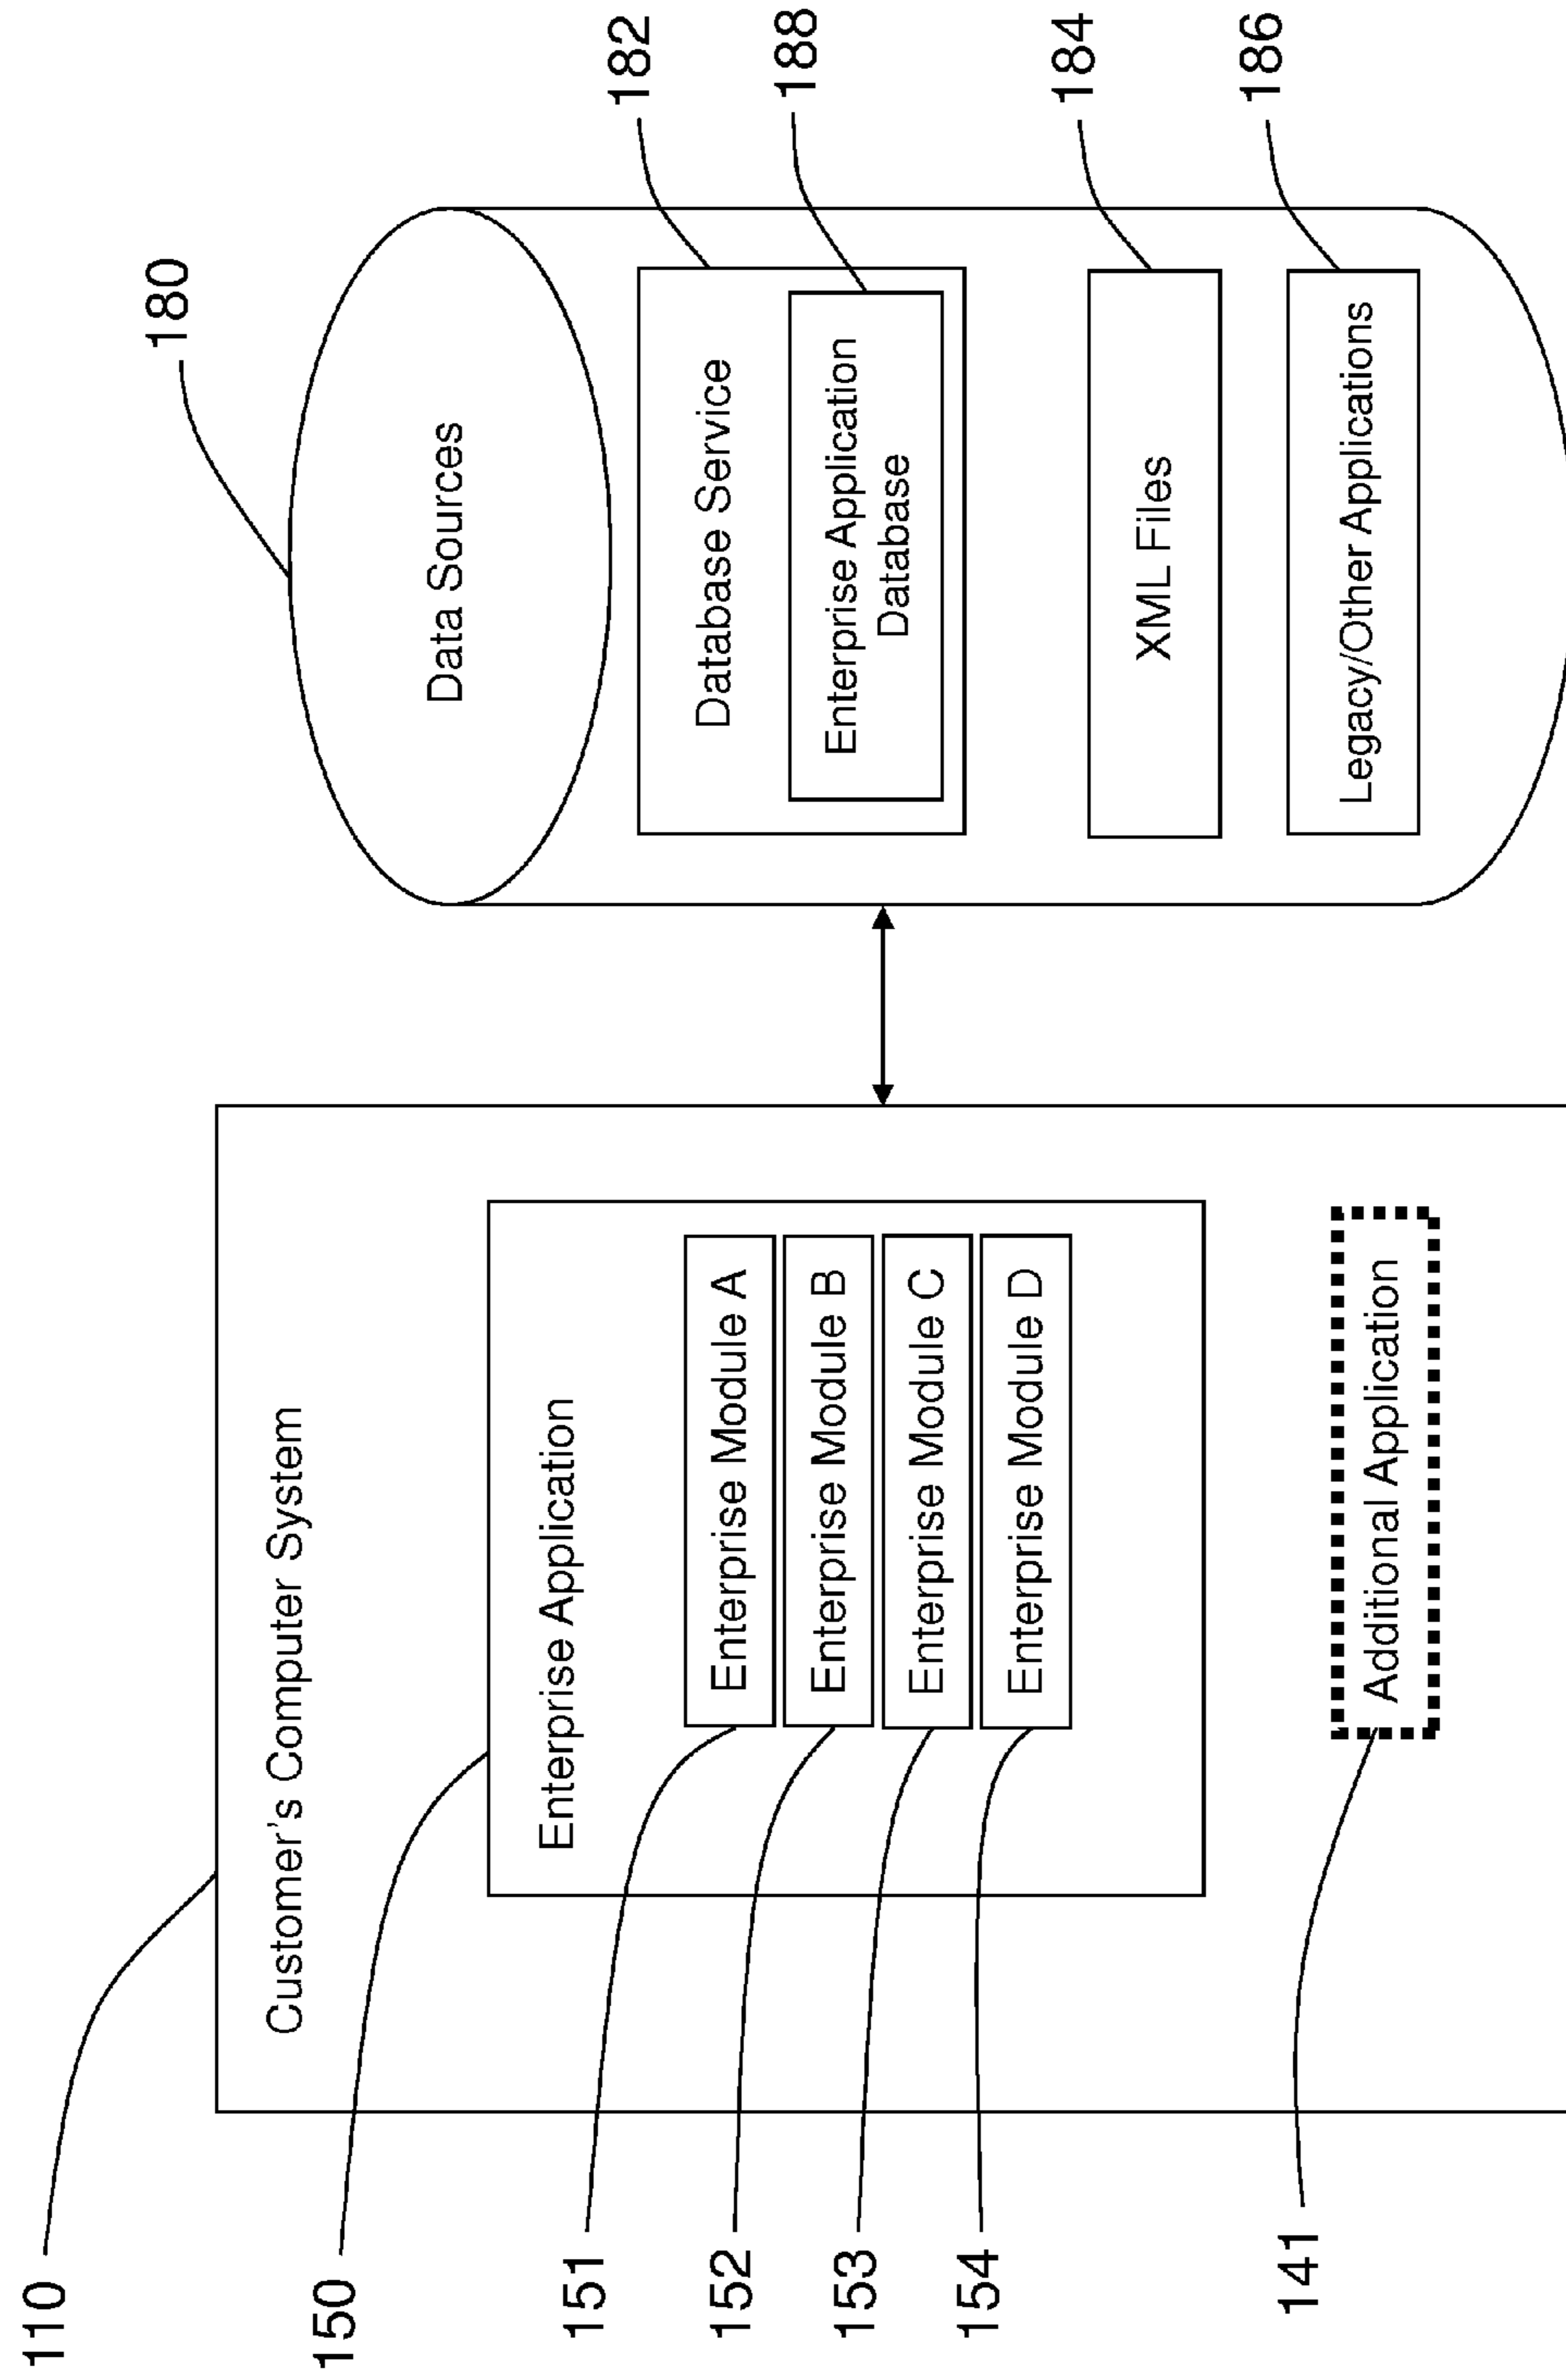 110
Customer's Computer System
150
Enterprise Application
151
Enterprise Module A
152
Enterprise Module B
153
Enterprise Module C
154
Enterprise Module D
141
Additional Application
180
Data Sources
182
Database Service
188
Enterprise Application
Database
184
XML Files
186
Legacy/Other Applications